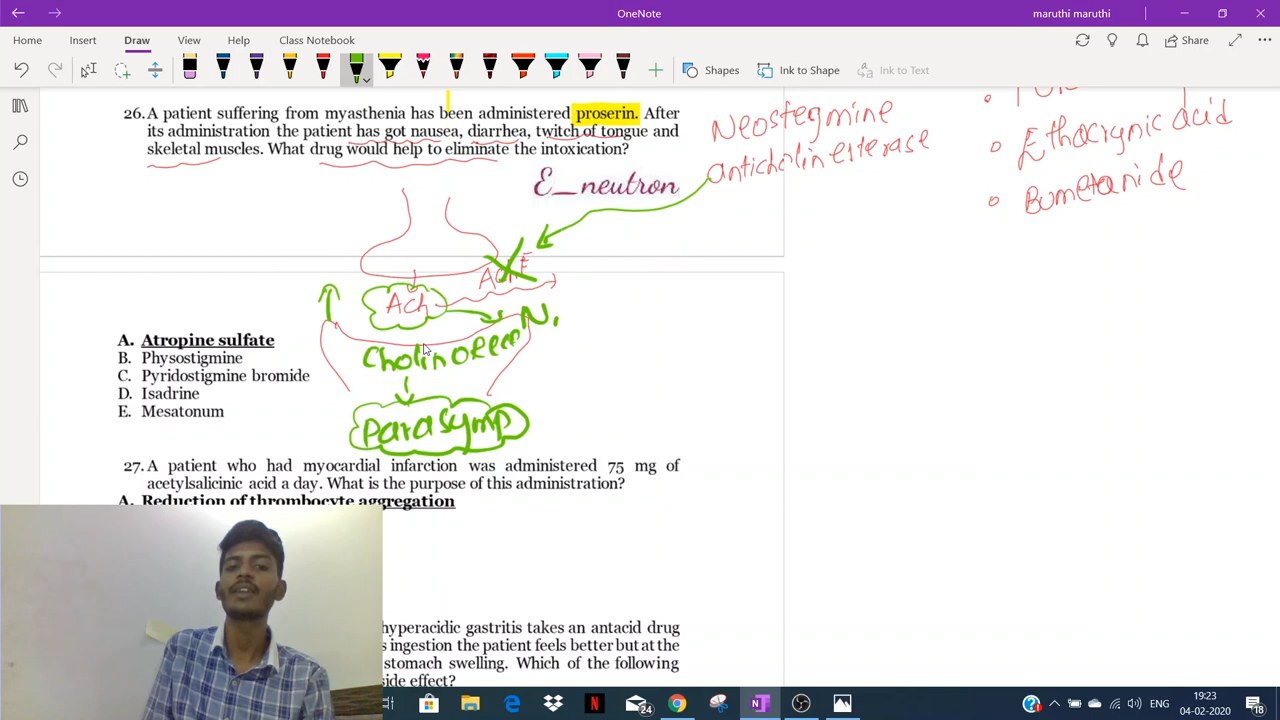 OneNote
maruthi maruthi
Home Insert Draw View Help Class Notebook
Share
Shapes
Ink to Shape
Ink to Text
26. A patient suffering from myasthenia has been administered proserin. After
its administration the patient has got nausea, diarrhea, twitch of tongue and
skeletal muscles. What drug would help to eliminate the intoxication?
Neostegmine
anticholinesterase
Ethacrynic acid
Bumetanide
E_neutron
Ach E
Ach
N.
Cholinorecep
Parasymp
A. Atropine sulfate
B. Physostigmine
C. Pyridostigmine bromide
D. Isadrine
E. Mesatonum
27. A patient who had myocardial infarction was administered 75 mg of
acetylsalicinic acid a day. What is the purpose of this administration?
A. Reduction of thrombocyte aggregation
hyperacidic gastritis takes an antacid drug
s ingestion the patient feels better but at the
stomach swelling. Which of the following
side effect?
24
19:23
04-02-2020
18